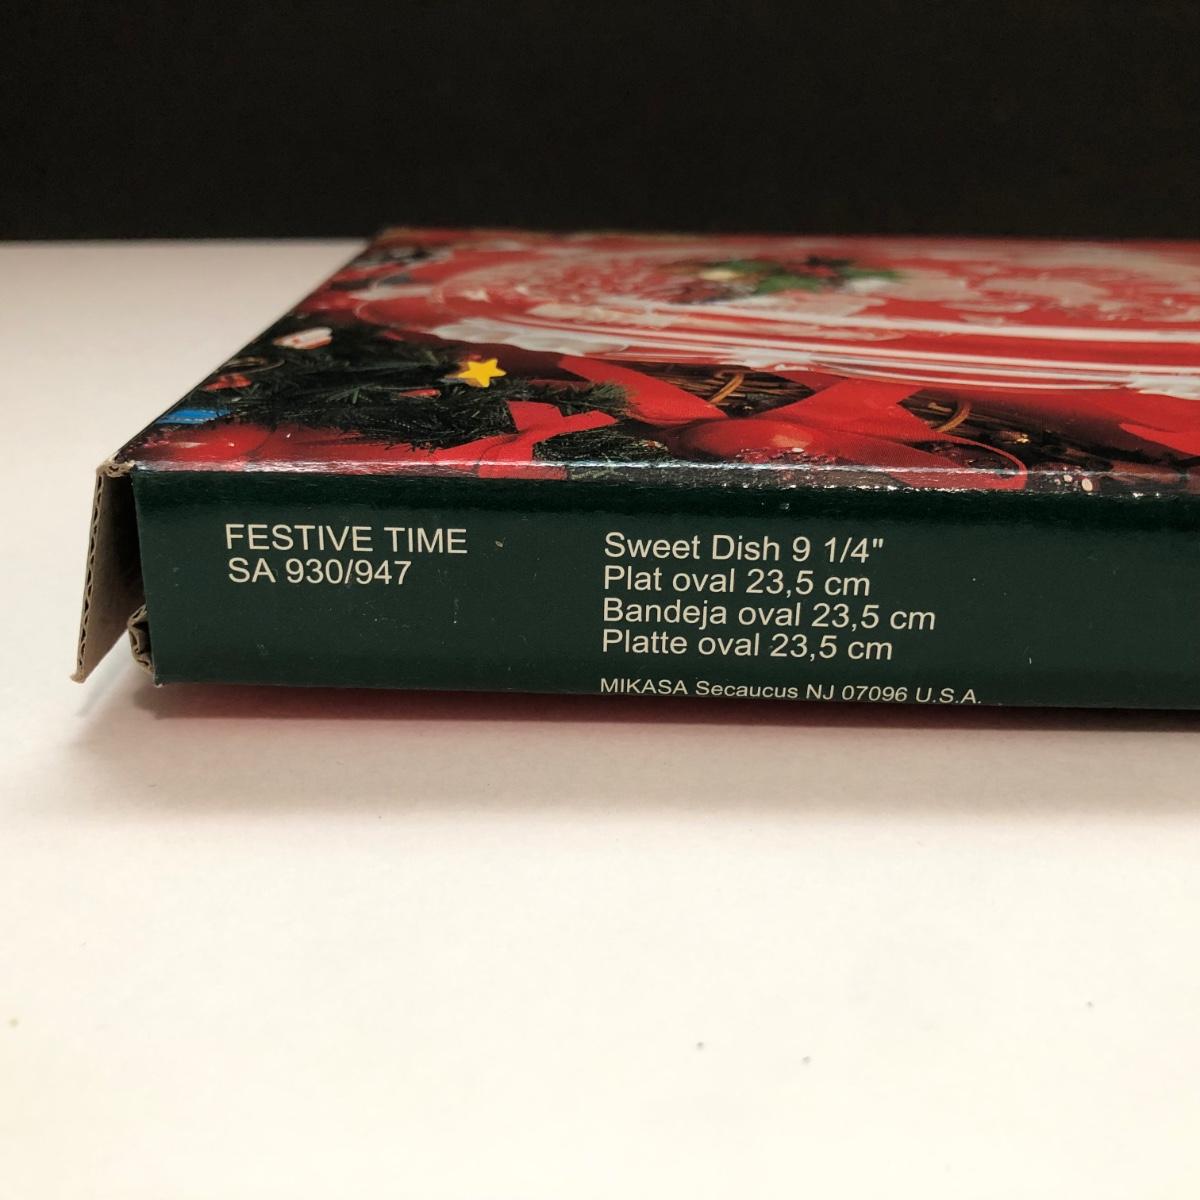 FESTIVE TIME
SA 930/947
Sweet Dish 9 1/4"
Plat oval 23,5 cm
Bandeja oval 23,5 cm
Platte oval 23,5 cm
MIKASA Secaucus NJ 07096 U.S.A.